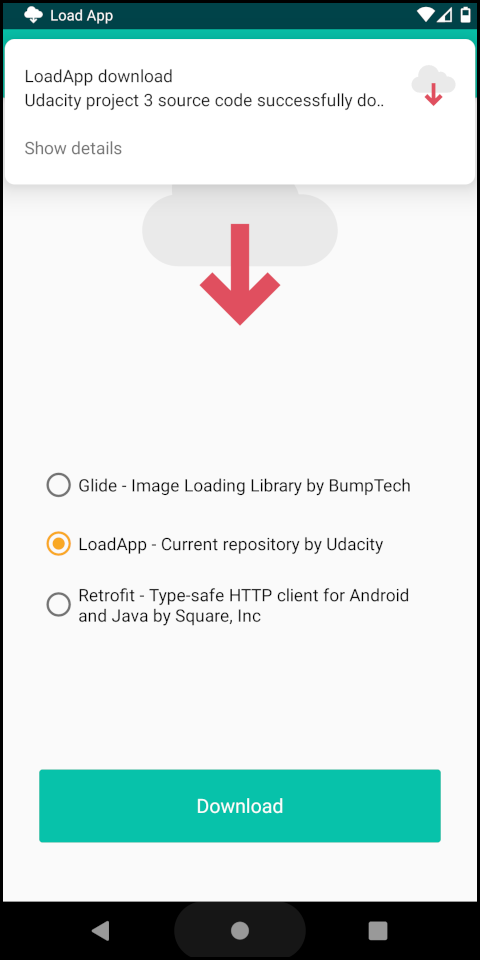 Load App
LoadApp download
Udacity project 3 source code successfully do..
Show details
Glide - Image Loading Library by BumpTech
LoadApp - Current repository by Udacity
Retrofit - Type-safe HTTP client for Android
and Java by Square, Inc
Download